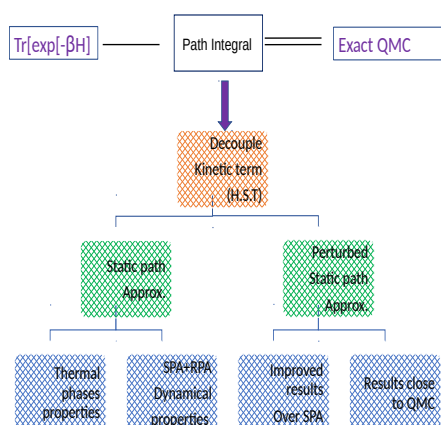 Tr[exp[-βH]
Path Integral
Exact QMC
Decouple
Kinetic term
(H.S.T)
Static path
Approx.
Perturbed
Static path
Approx.
Thermal
phases
properties
SPA+RPA
Dynamical
properties
Improved
results
Over SPA
Results close
to QMC